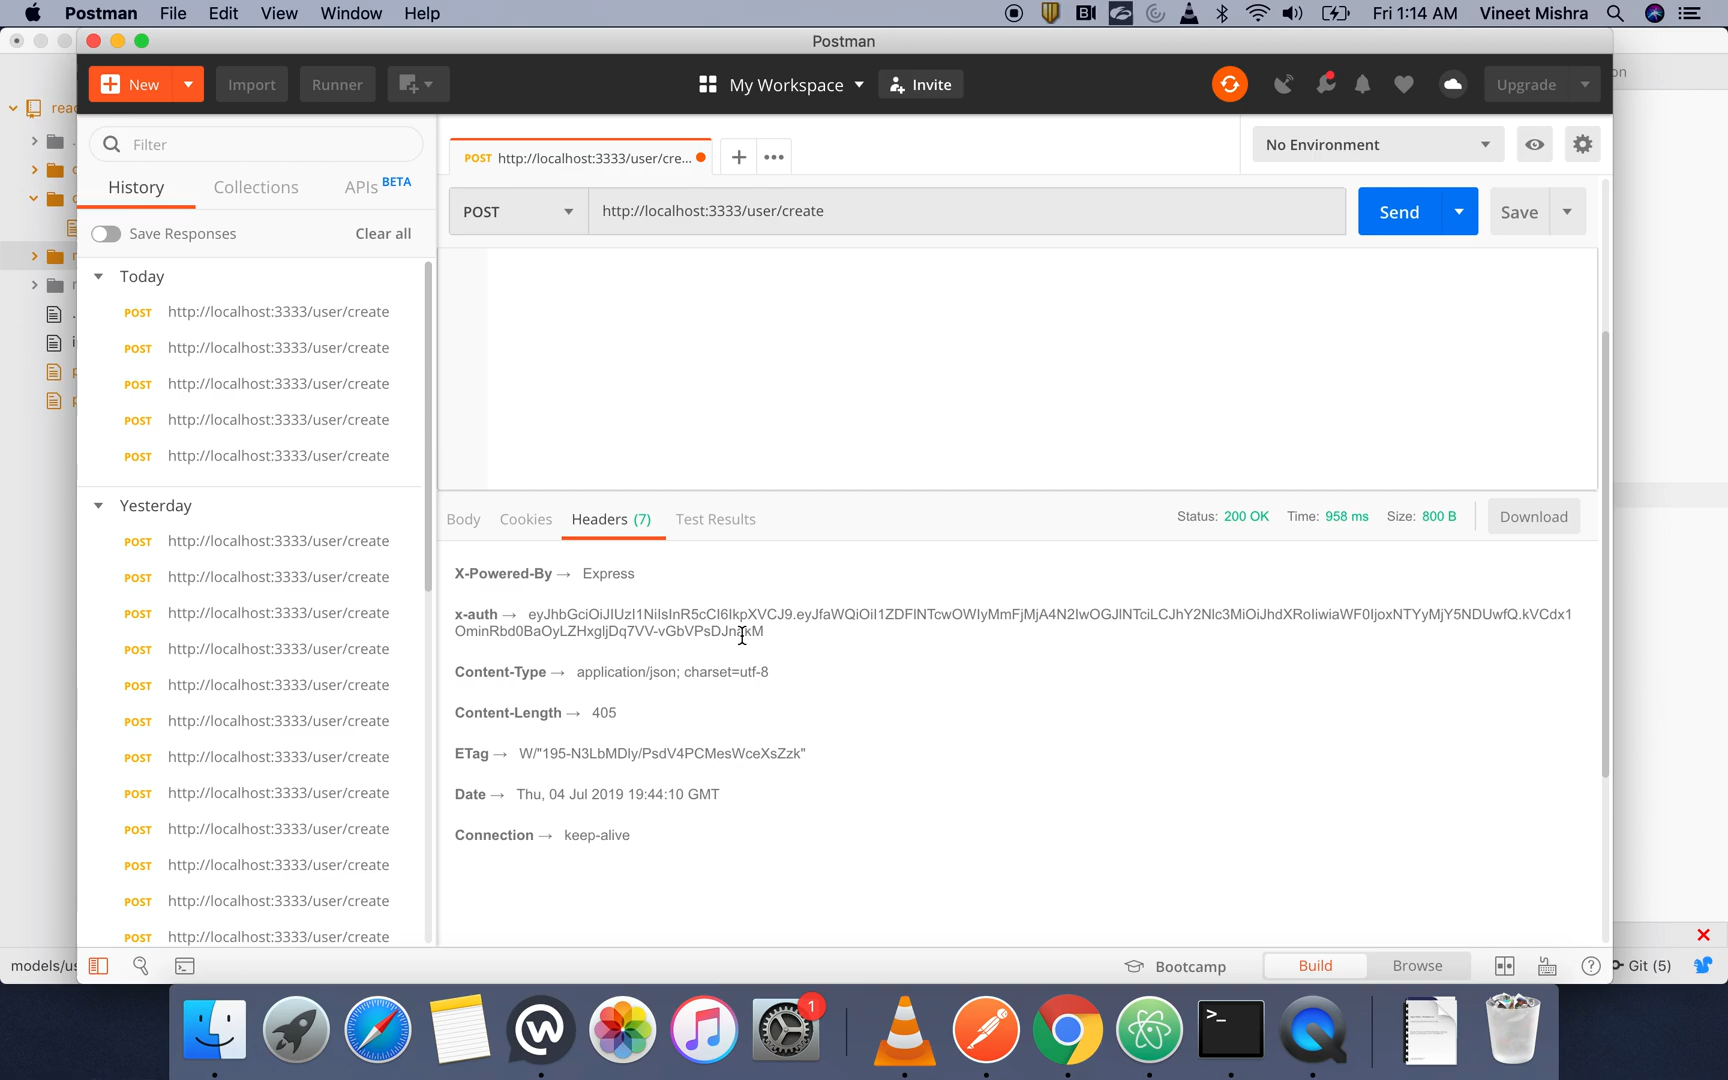 Postman File Edit View Window Help Fri 1:14 AM Vineet Mishra
Postman
New Import Runner My Workspace Invite Upgrade
Filter
POST http://localhost:3333/user/cre...
No Environment
History Collections APIs BETA
POST http://localhost:3333/user/create Send Save
Save Responses Clear all
Today
POST http://localhost:3333/user/create
POST http://localhost:3333/user/create
POST http://localhost:3333/user/create
POST http://localhost:3333/user/create
POST http://localhost:3333/user/create
Yesterday
POST http://localhost:3333/user/create
POST http://localhost:3333/user/create
POST http://localhost:3333/user/create
POST http://localhost:3333/user/create
POST http://localhost:3333/user/create
POST http://localhost:3333/user/create
POST http://localhost:3333/user/create
POST http://localhost:3333/user/create
POST http://localhost:3333/user/create
POST http://localhost:3333/user/create
POST http://localhost:3333/user/create
POST http://localhost:3333/user/create
Body Cookies Headers (7) Test Results Status: 200 OK Time: 958 ms Size: 800 B Download
X-Powered-By → Express
x-auth →
Content-Type → application/json; charset=utf-8
Content-Length → 405
ETag → W/"195-N3LbMDly/PsdV4PCMesWceXsZzk"
Date → Thu, 04 Jul 2019 19:44:10 GMT
Connection → keep-alive
models/us
Bootcamp Build Browse
Git (5)
1